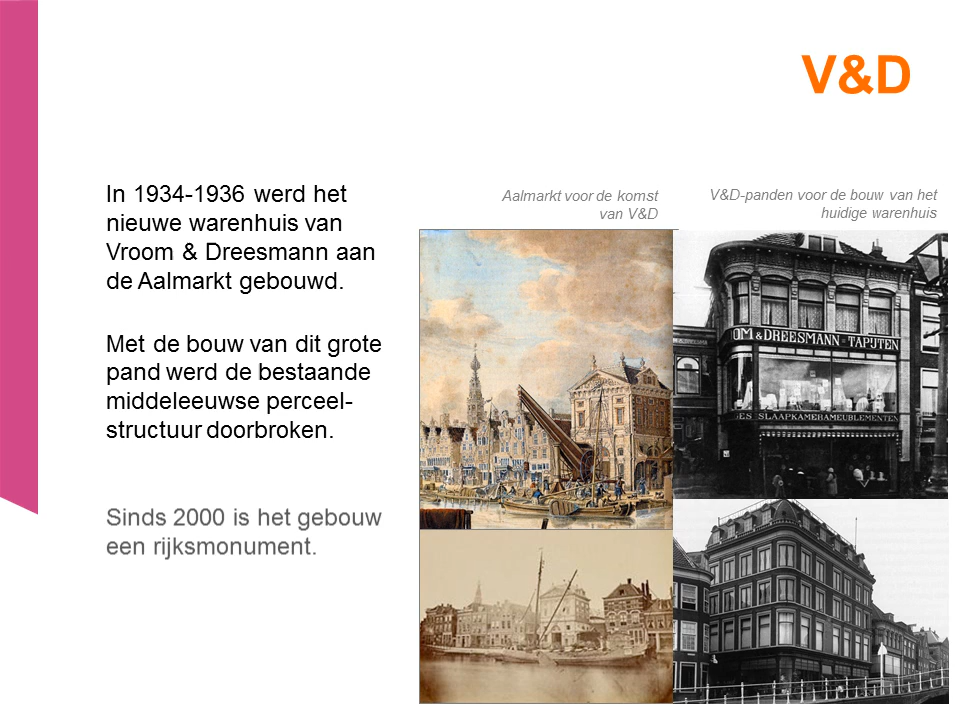 V&D
In 1934-1936 werd het
nieuwe warenhuis van
Vroom & Dreesmann aan
de Aalmarkt gebouwd.
Met de bouw van dit grote
pand werd de bestaande
middeleeuwse perceel-
structuur doorbroken.
Sinds 2000 is het gebouw
een rijksmonument.
Aalmarkt voor de komst
van V&D
V&D-panden voor de bouw van het
huidige warenhuis
OM & DREESMANN = TAPIJTEN
GES SLAAPKAMERAMEUBLEMENTEN